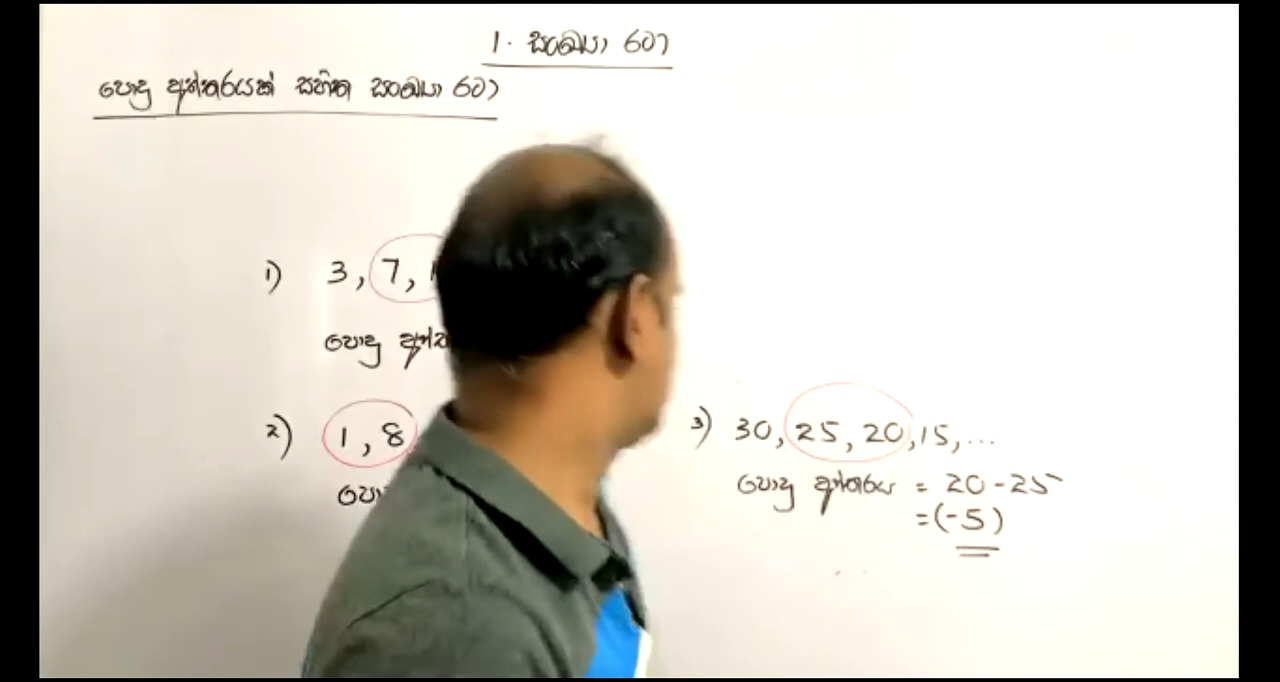 1. සංඛ්‍යා රටා
පොදු අන්තරයක් සහිත සංඛ්‍යා රටා
1) 3, 7,
පොදු
2) 1, 8
3) 30, 25, 20, 15, ...
පොදු අන්තරය = 20 - 25
= (-5)